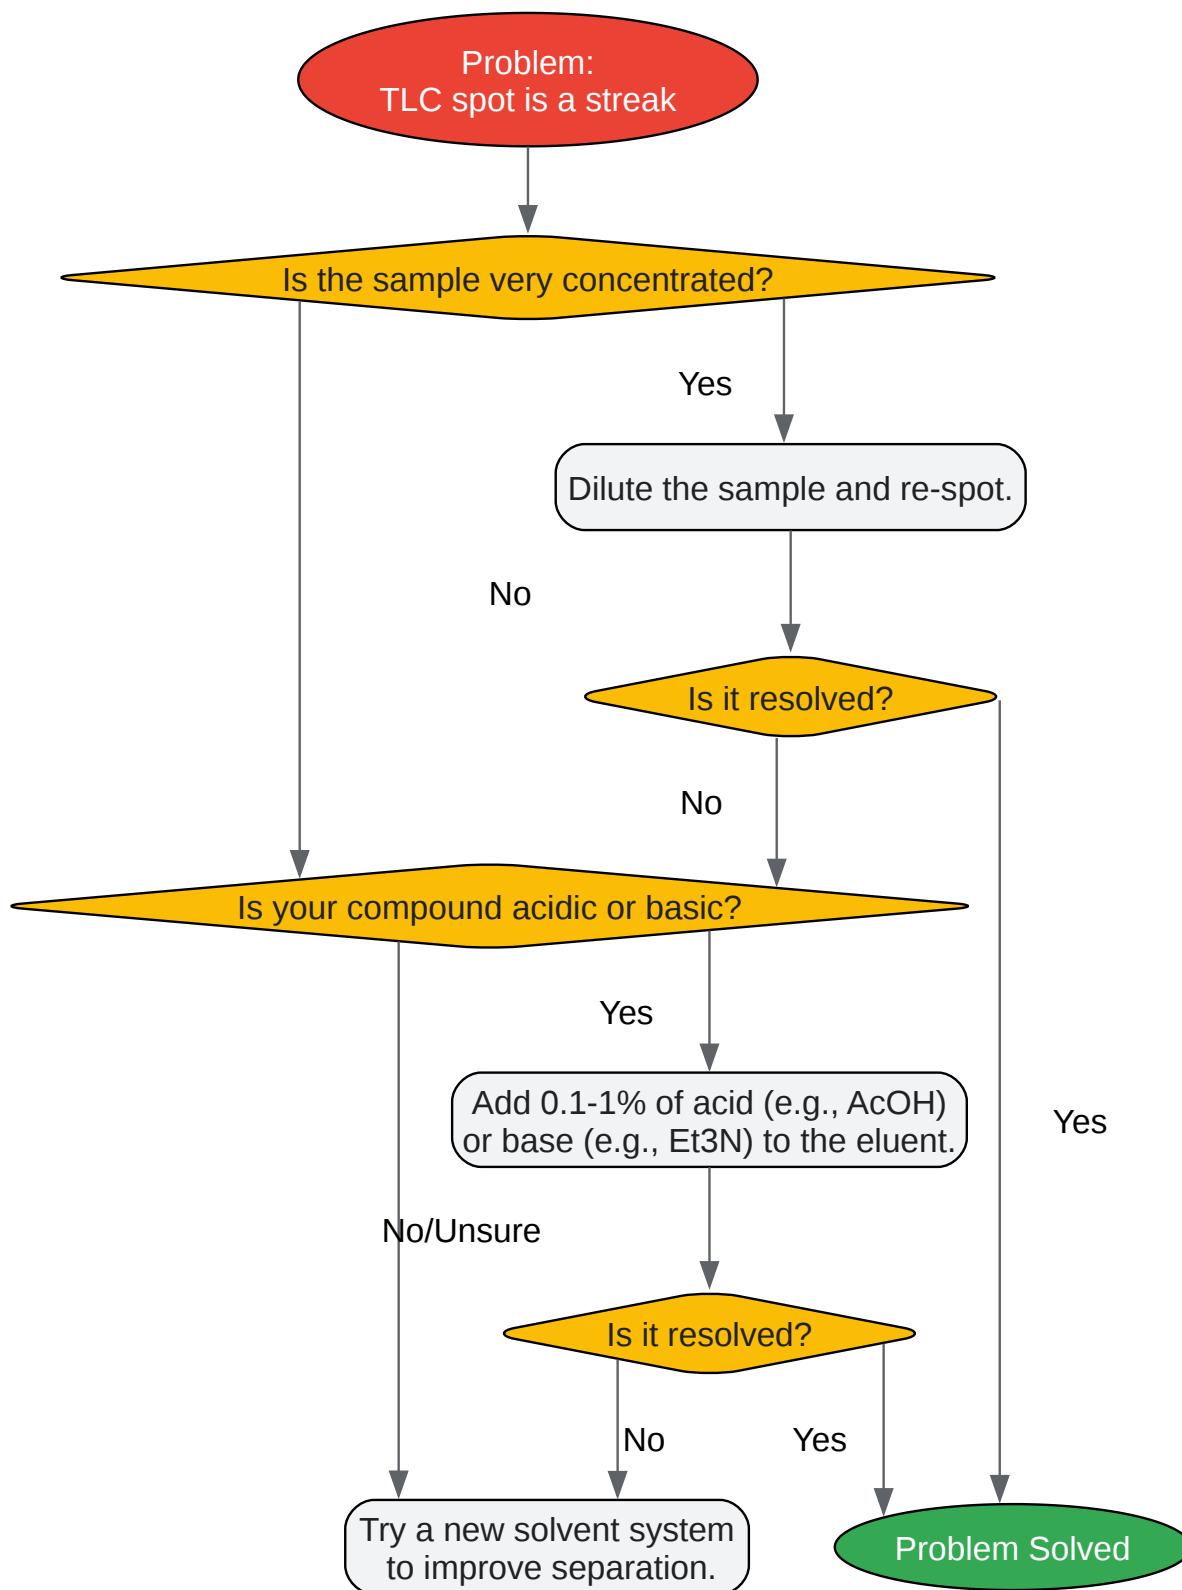 Problem:
TLC spot is a streak
Is the sample very concentrated?
Yes
Dilute the sample and re-spot.
No
Is it resolved?
No
Is your compound acidic or basic?
Yes
Add 0.1-1% of acid (e.g., AcOH)
or base (e.g., Et3N) to the eluent.
Yes
No/Unsure
Is it resolved?
No
Yes
Try a new solvent system
to improve separation.
Problem Solved